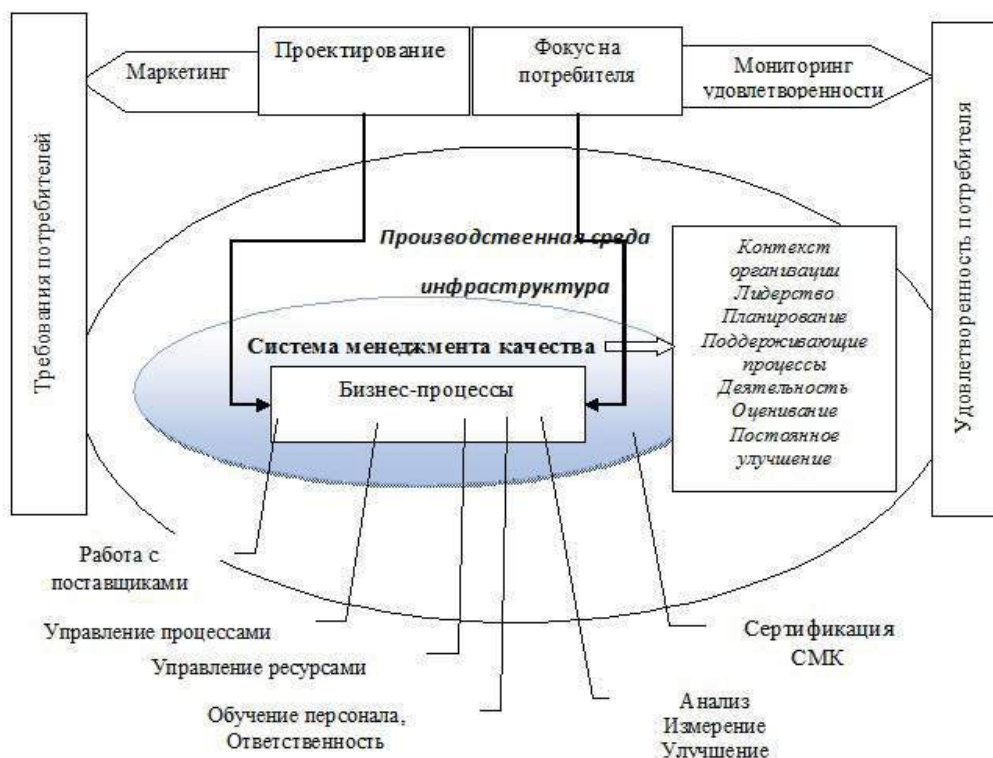 Требования потребителей
Маркетинг
Проектирование
Фокус на
потребителя
Мониторинг
удовлетворенности
Удовлетворенность потребителя
Производственная среда
инфраструктура
Система менеджмента качества
Бизнес-процессы
Контекст
организации
Лидерство
Планирование
Поддерживающие
процессы
Деятельность
Оценивание
Постоянное
улучшение
Работа с
поставщиками
Управление процессами
Управление ресурсами
Обучение персонала,
Ответственность
Анализ
Измерение
Улучшение
Сертификация
СМК